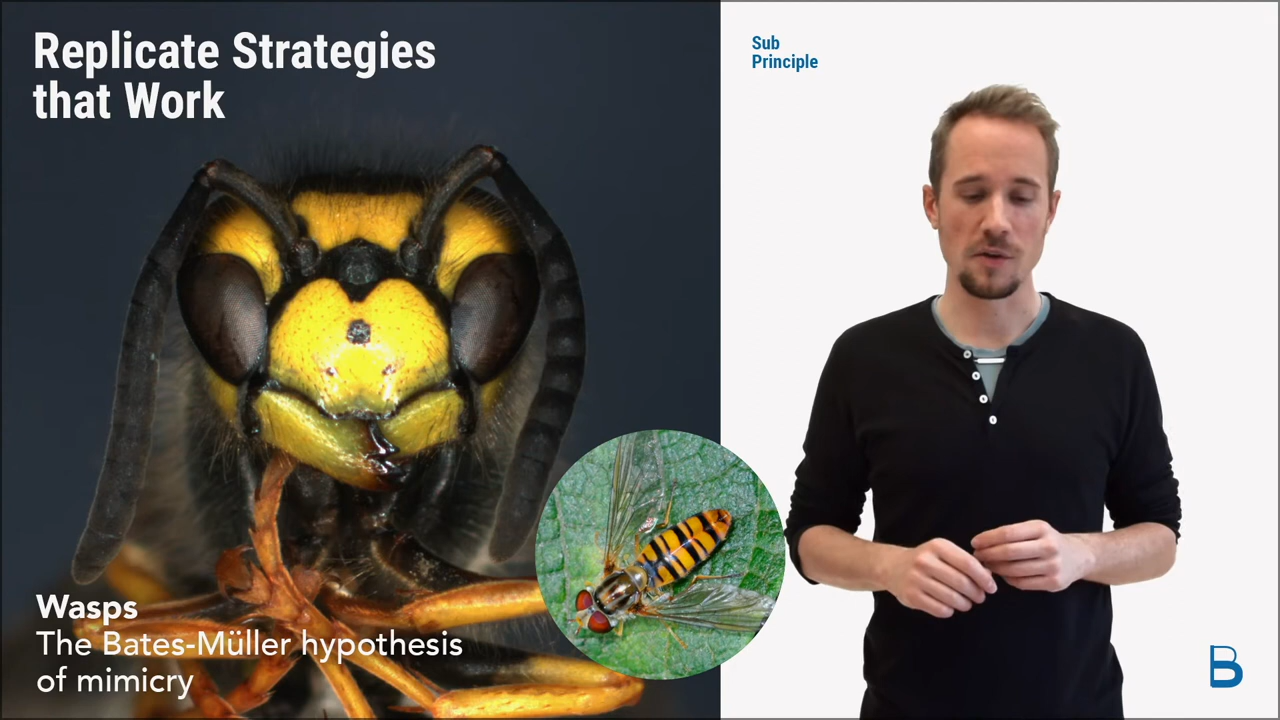 Replicate Strategies
that Work
Sub
Principle
Wasps
The Bates-Müller hypothesis
of mimicry
B